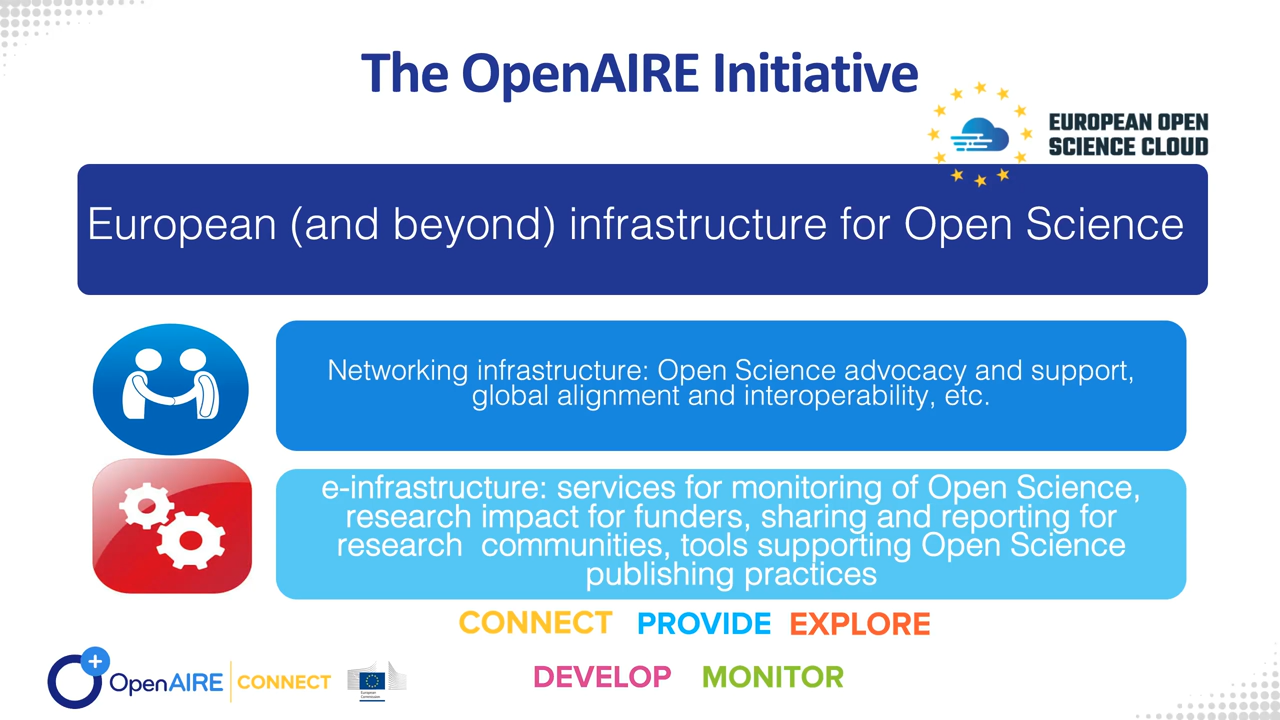 The OpenAIRE Initiative
EUROPEAN OPEN
SCIENCE CLOUD
European (and beyond) infrastructure for Open Science
Networking infrastructure: Open Science advocacy and support,
global alignment and interoperability, etc.
e-infrastructure: services for monitoring of Open Science,
research impact for funders, sharing and reporting for
research communities, tools supporting Open Science
publishing practices
CONNECT PROVIDE EXPLORE
DEVELOP MONITOR
OpenAIRE CONNECT
European
Commission